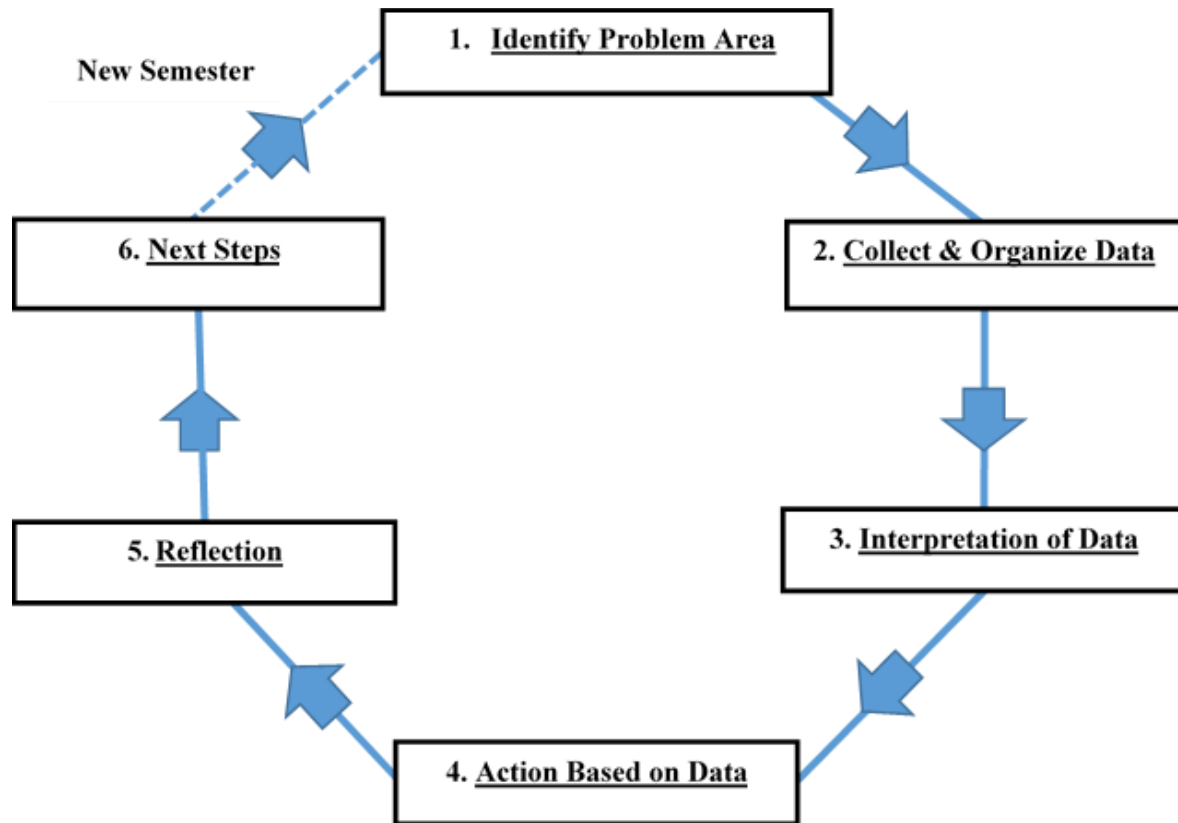 1. Identify Problem Area
New Semester
2. Collect & Organize Data
3. Interpretation of Data
4. Action Based on Data
5. Reflection
6. Next Steps